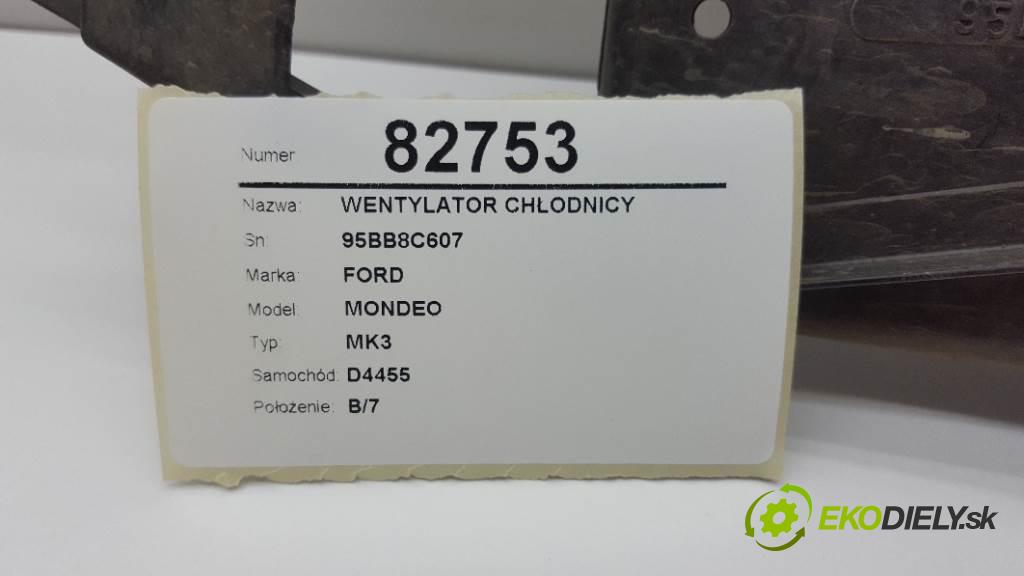 95
Numer 82753
Nazwa: WENTYLATOR CHŁODNICY
Sn: 95BB8C607
Marka: FORD
Model: MONDEO
Typ: MK3
Samochód: D4455
Położenie: B/7
EKODIELY.sk